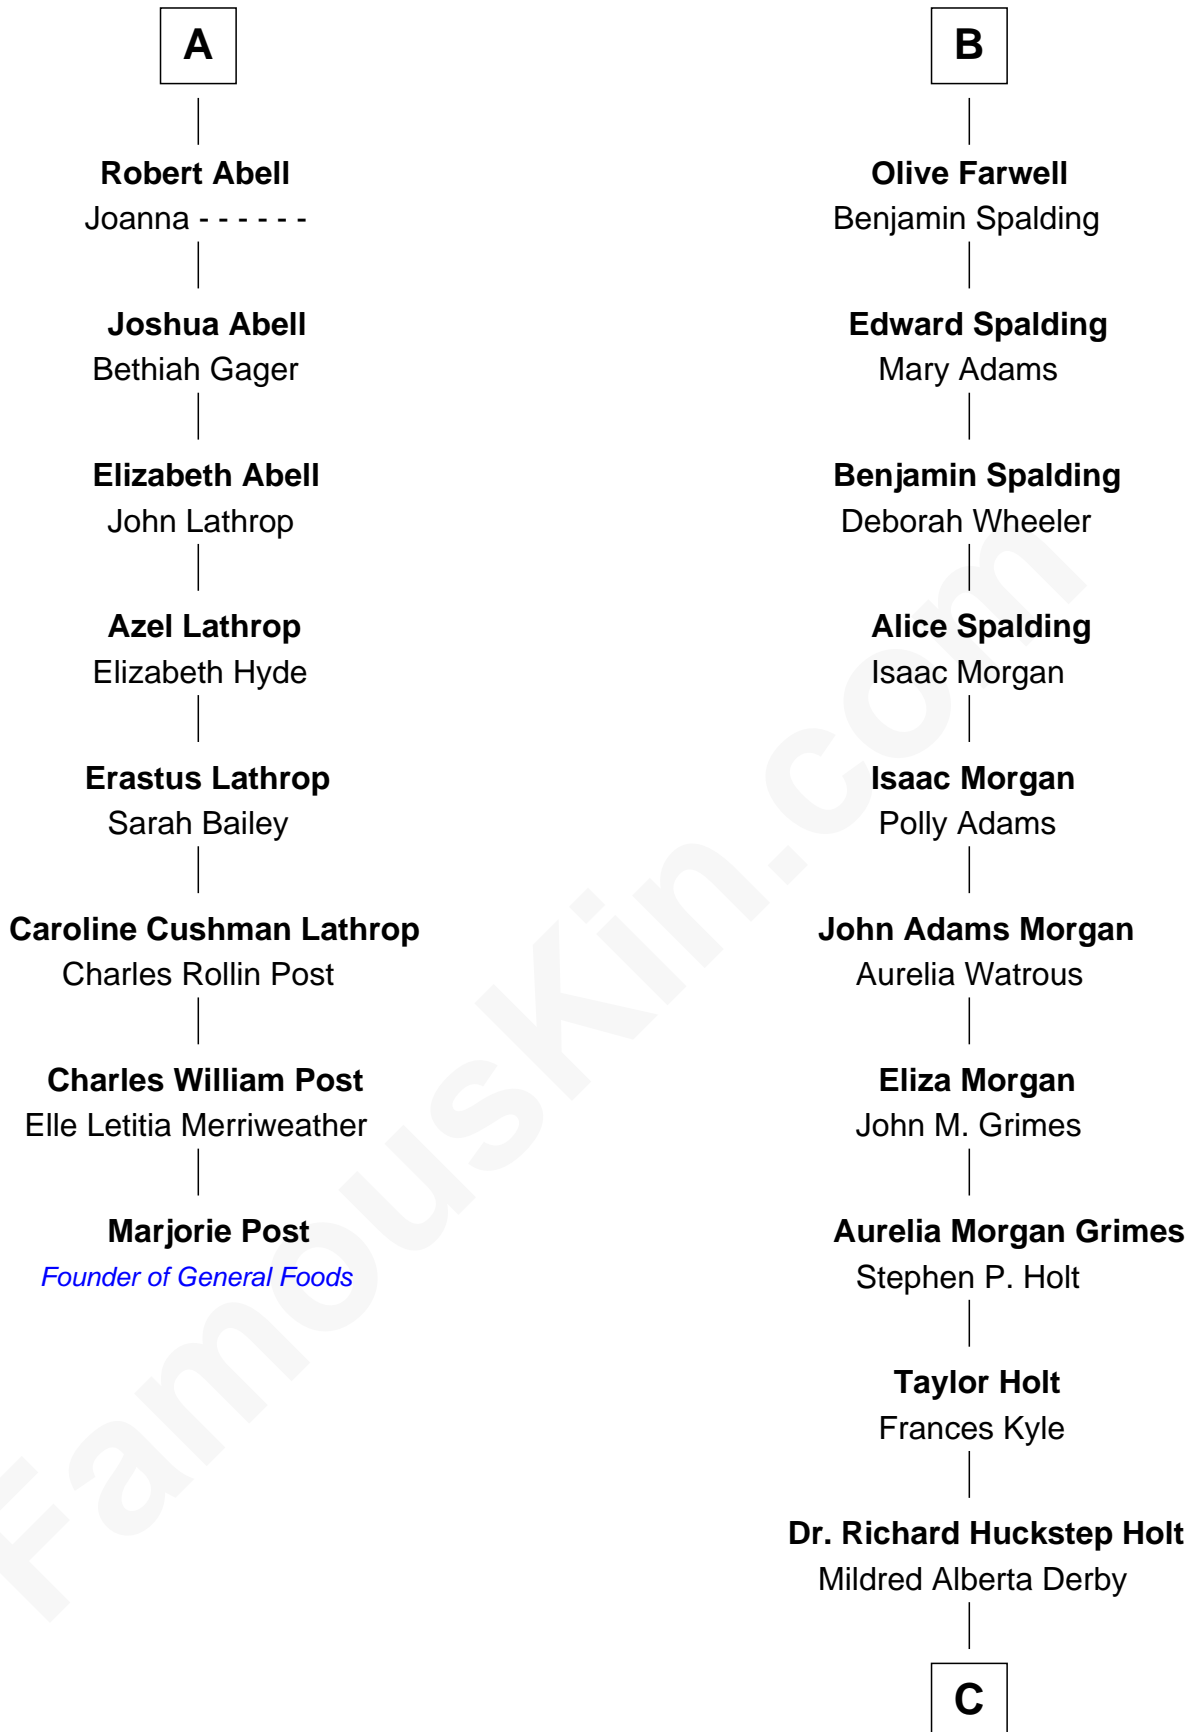 A
Robert Abell
Joanna - - - - - -
Joshua Abell
Bethiah Gager
Elizabeth Abell
John Lathrop
Azel Lathrop
Elizabeth Hyde
Erastus Lathrop
Sarah Bailey
Caroline Cushman Lathrop
Charles Rollin Post
Charles William Post
Elle Letitia Merriweather
Marjorie Post
Founder of General Foods
B
Olive Farwell
Benjamin Spalding
Edward Spalding
Mary Adams
Benjamin Spalding
Deborah Wheeler
Alice Spalding
Isaac Morgan
Isaac Morgan
Polly Adams
John Adams Morgan
Aurelia Watrous
Eliza Morgan
John M. Grimes
Aurelia Morgan Grimes
Stephen P. Holt
Taylor Holt
Frances Kyle
Dr. Richard Huckstep Holt
Mildred Alberta Derby
C
FamousKin.com